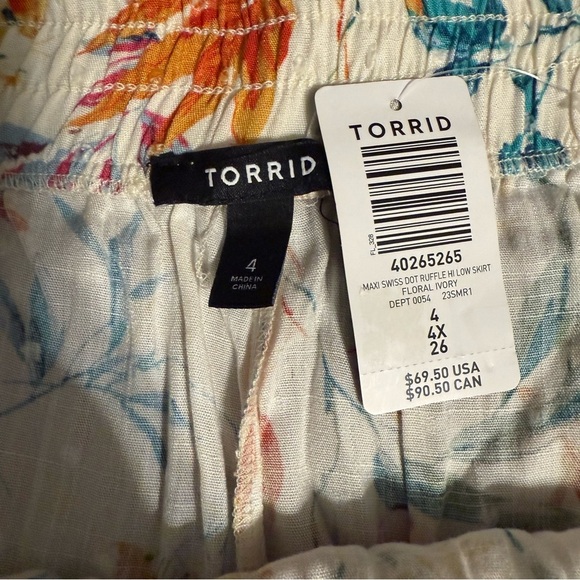 TORRID
4
MADE IN
CHINA
TORRID
FL_328
40265265
MAXI SWISS DOT RUFFLE HI LOW SKIRT
FLORAL IVORY
DEPT 0054 23SMR1
4
4X
26
$69.50 USA
$90.50 CAN